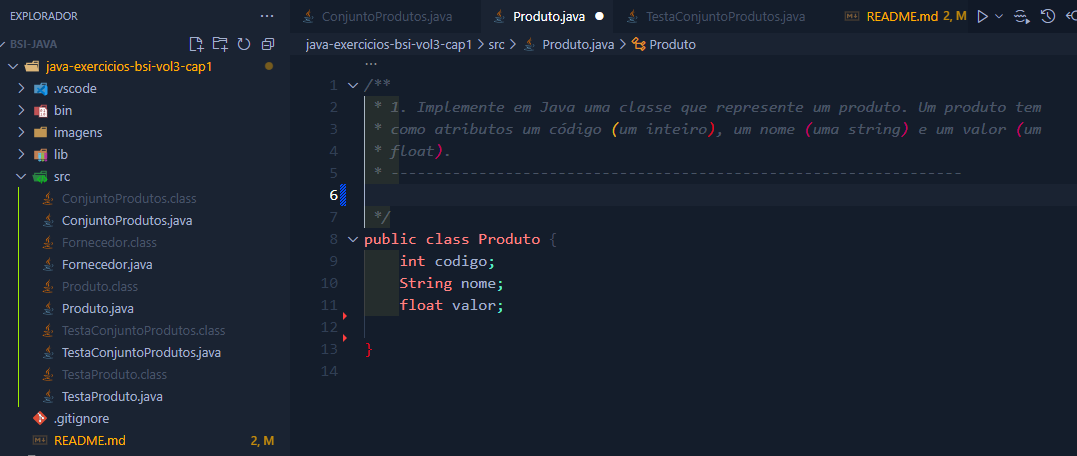 EXPLORADOR
BSI-JAVA
java-exercicios-bsi-vol3-cap1
.vscode
bin
imagens
lib
src
ConjuntoProdutos.class
ConjuntoProdutos.java
Fornecedor.class
Fornecedor.java
Produto.class
Produto.java
TestaConjuntoProdutos.class
TestaConjuntoProdutos.java
TestaProduto.class
TestaProduto.java
.gitignore
README.md 2, M
ConjuntoProdutos.java Produto.java TestaConjuntoProdutos.java README.md 2, M
java-exercicios-bsi-vol3-cap1 > src > Produto.java > Produto
1 /**
2 * 1. Implemente em Java uma classe que represente um produto. Um produto tem
3 * como atributos um código (um inteiro), um nome (uma string) e um valor (um
4 * float).
5 * -----------------------------------------------------------------
6
7 */
8 public class Produto {
9 int codigo;
10 String nome;
11 float valor;
12
13 }
14